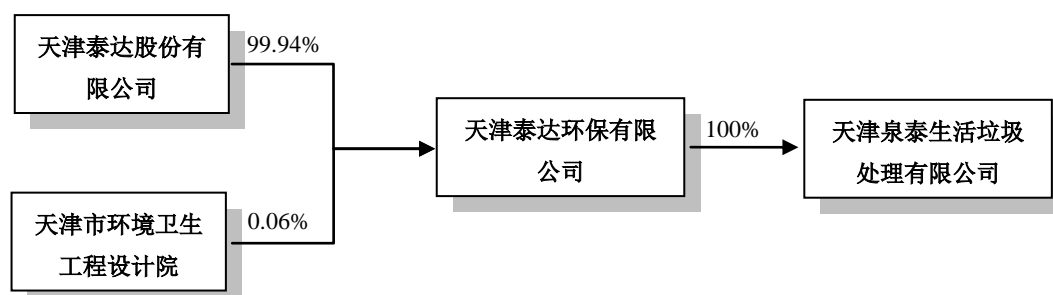 天津泰达股份有
限公司
99.94%
天津市环境卫生
工程设计院
0.06%
天津泰达环保有限
公司
100%
天津泉泰生活垃圾
处理有限公司